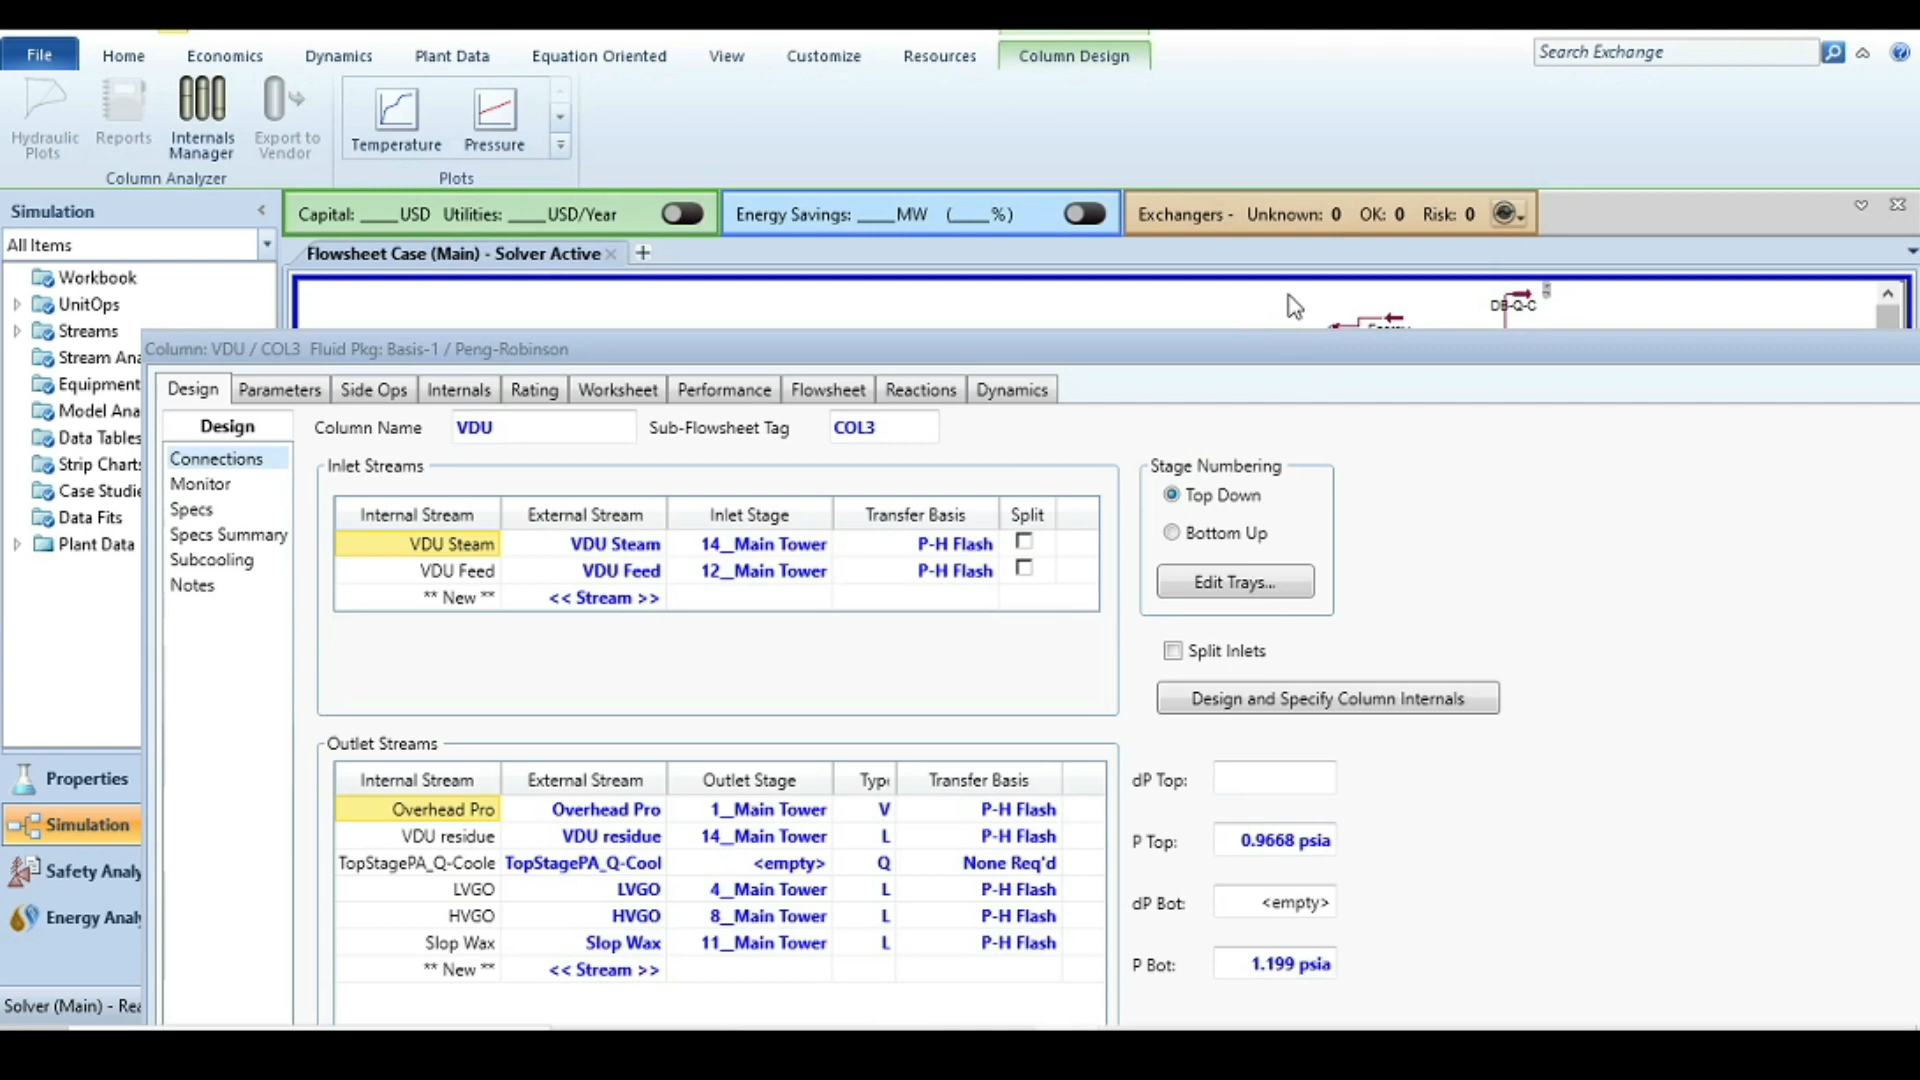 File Home Economics Dynamics Plant Data Equation Oriented View Customize Resources Column Design Search Exchange
Hydraulic Plots Reports Internals Manager Export to Vendor Temperature Pressure
Column Analyzer Plots
Simulation < Capital: ____USD Utilities: ____USD/Year Energy Savings: ____MW (____%) Exchangers - Unknown: 0 OK: 0 Risk: 0
All Items Flowsheet Case (Main) - Solver Active
Workbook
UnitOps DB-Q-C
Streams
Stream Ana Column: VDU / COL3 Fluid Pkg: Basis-1 / Peng-Robinson
Equipment Design Parameters Side Ops Internals Rating Worksheet Performance Flowsheet Reactions Dynamics
Model Ana
Data Tables
Strip Charts
Case Studie
Data Fits
Plant Data
Properties
Simulation
Safety Analy
Energy Anal
Solver (Main) - Rea
Design Column Name VDU Sub-Flowsheet Tag COL3
Connections
Monitor
Specs
Specs Summary
Subcooling
Notes
Inlet Streams
Internal Stream External Stream Inlet Stage Transfer Basis Split
VDU Steam VDU Steam 14__Main Tower P-H Flash
VDU Feed VDU Feed 12__Main Tower P-H Flash
** New ** << Stream >>
Stage Numbering
Top Down
Bottom Up
Edit Trays...
Split Inlets
Design and Specify Column Internals
Outlet Streams
Internal Stream External Stream Outlet Stage Type Transfer Basis
Overhead Pro Overhead Pro 1__Main Tower V P-H Flash
VDU residue VDU residue 14__Main Tower L P-H Flash
TopStagePA_Q-Coole TopStagePA_Q-Cool <empty> Q None Req'd
LVGO LVGO 4__Main Tower L P-H Flash
HVGO HVGO 8__Main Tower L P-H Flash
Slop Wax Slop Wax 11__Main Tower L P-H Flash
** New ** << Stream >>
dP Top:
P Top: 0.9668 psia
dP Bot: <empty>
P Bot: 1.199 psia